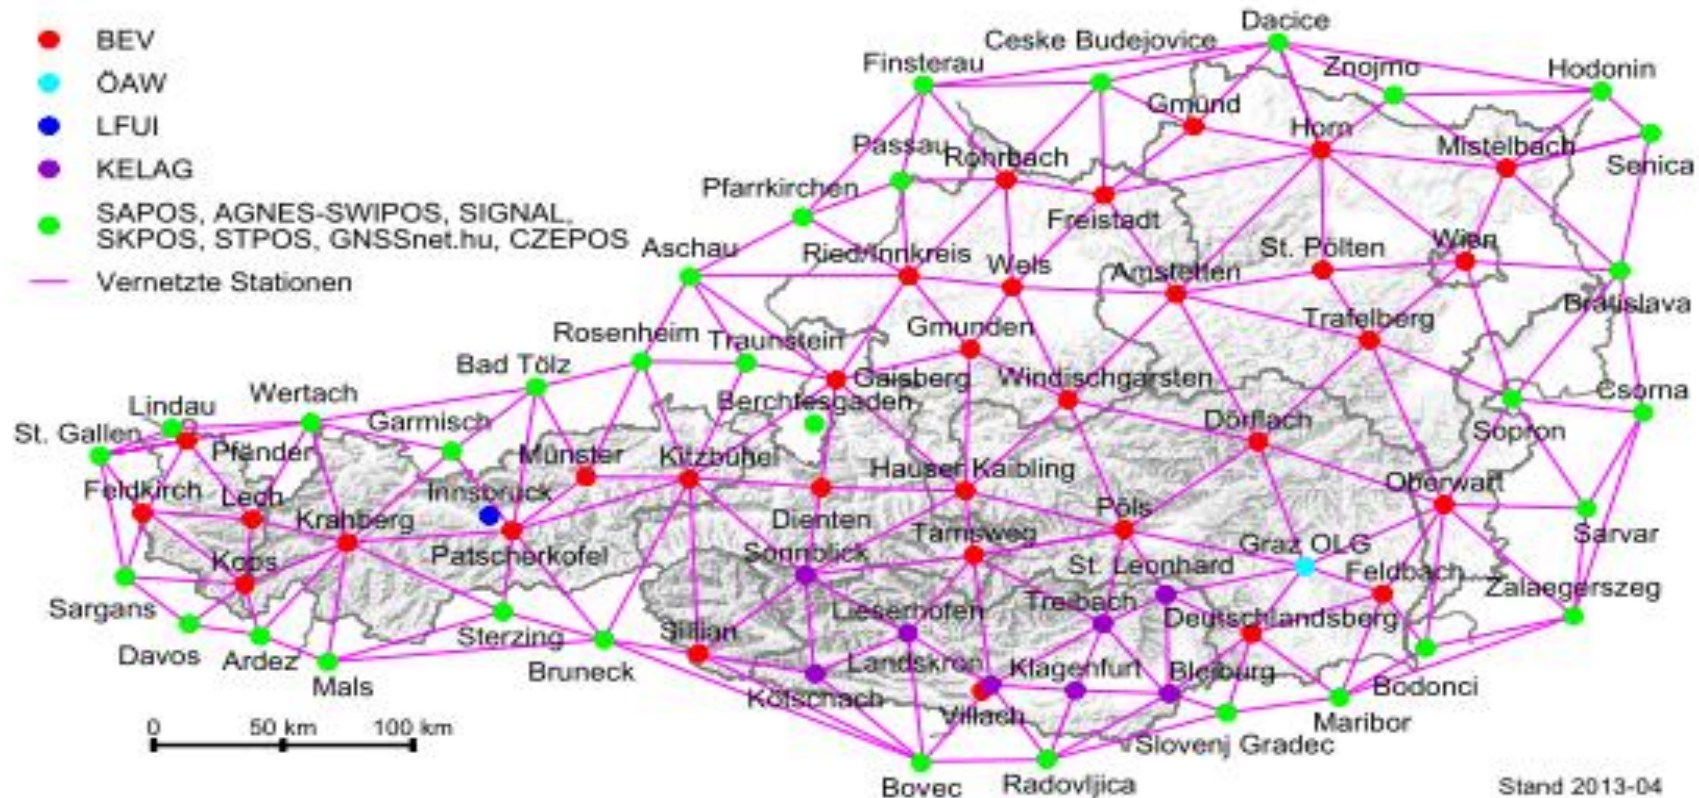 BEV
ÖAW
LFUI
KELAG
SAPOS, AGNES-SWIPOS, SIGNAL,
SKPOS, STPOS, GNSSnet.hu, CZEPOS
Vernetzte Stationen
Dacice
Ceske Budejovice
Finsterau
Znojmo
Hodonin
Gmünd
Horn
Mistelbach
Senica
Passau
Rohrbach
Pfarrkirchen
Freistadt
Aschau
Ried/Innkreis
Wels
Amstetten
St. Pölten
Wien
Bratislava
Rosenheim
Traunstein
Gmunden
Trafelberg
Bad Tölz
Gaisberg
Windischgarsten
Csorna
Wertach
Berchtesgaden
Lindau
Garmisch
Dörflach
Sopron
St. Gallen
Pfänder
Münster
Kitzbühel
Hauser Kaibling
Oberwart
Feldkirch
Lech
Innsbruck
Krahberg
Dienten
Pöls
Sarvar
Kops
Patscherkofel
Sonnblick
Tamsweg
Graz OLG
St. Leonhard
Feldbach
Zalaegerszeg
Sargans
Sterzing
Sillian
Lieserhofen
Treibach
Deutschlandsberg
Davos
Ardez
Mals
Bruneck
Landskron
Klagenfurt
Bleiburg
Bodonci
Kötschach
Villach
Maribor
Slovenj Gradec
Bovec
Radovljica
0 50 km 100 km
Stand 2013-04